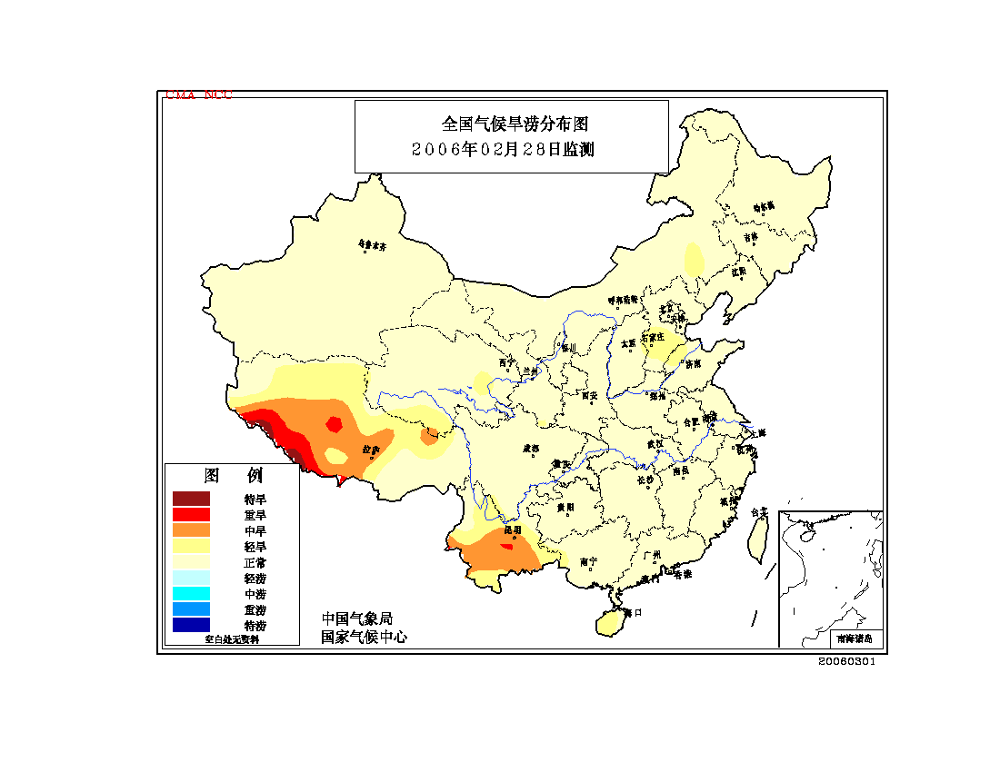 CMA NCC
全国气候旱涝分布图
2006年02月28日监测
哈尔滨
乌鲁木齐
吉林
沈阳
呼和浩特
北京
天津
银川
太原
石家庄
西宁
兰州
济南
西安
郑州
合肥
南京
上海
拉萨
成都
武汉
杭州
重庆
长沙
南昌
贵阳
福州
台北
昆明
南宁
广州
澳门
香港
海口
图 例
特旱
重旱
中旱
轻旱
正常
轻涝
中涝
重涝
特涝
空白处无资料
中国气象局
国家气候中心
南海诸岛
20060301